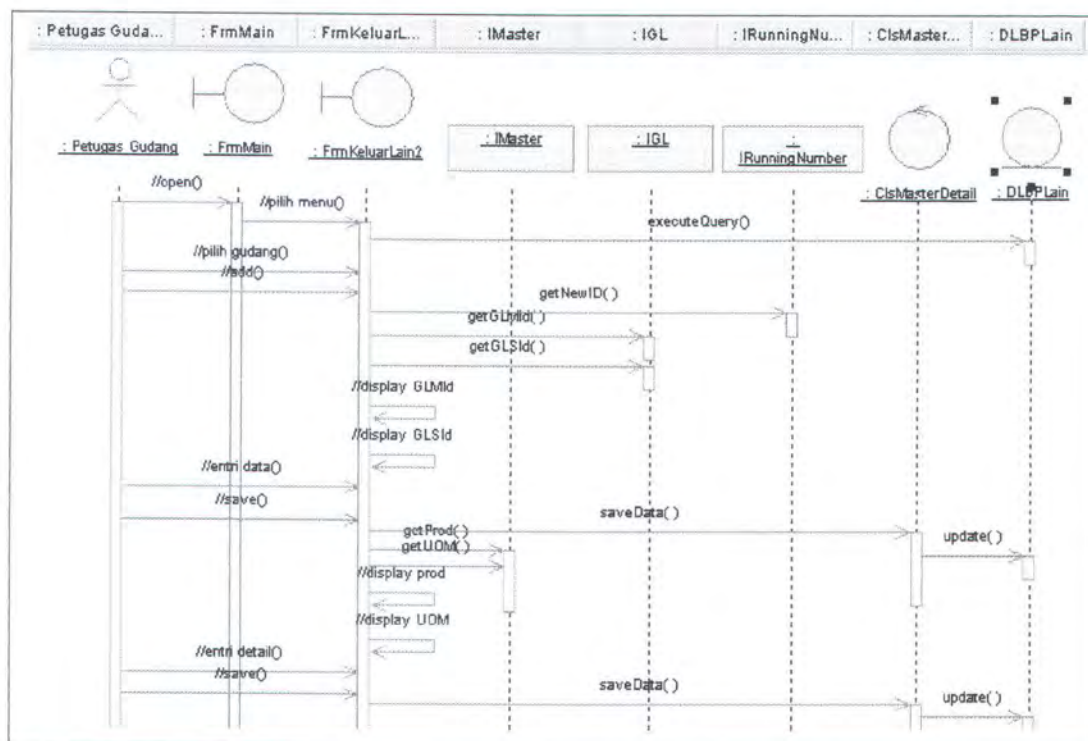 : Petugas Guda...
: FrmMain
: FrmKeluarL...
: IMaster
: IGL
: IRunningNu...
: ClsMaster...
: DLBPLain
: Petugas Gudang
: FrmMain
: FrmKeluarLain2
: IMaster
: IGL
:
IRunningNumber
: ClsMasterDetail
: DLBPLain
//open()
//pilih menu()
executeQuery()
//pilih gudang()
//add()
getNewID( )
getGLMId( )
getGLSId( )
//display GLMId
//display GLSId
//entri data()
//save()
saveData( )
getProd( )
update( )
getUOM( )
//display prod
//display UOM
//entri detail()
//save()
saveData( )
update( )